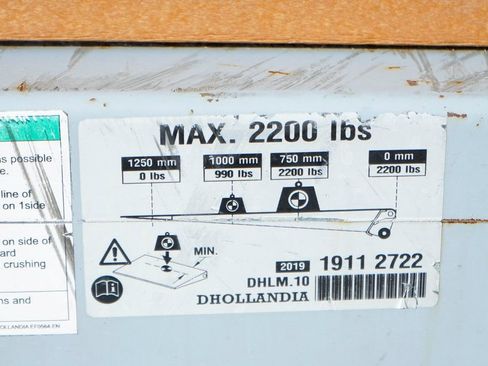 MAX. 2200 lbs
1250 mm 1000 mm 750 mm 0 mm
0 lbs 990 lbs 2200 lbs 2200 lbs
MIN.
2019 1911 2722
DHLM.10
DHOLLANDIA
as possible
e.
line of
on 1side
on side of
ard
crushing
ns and
OLLANDIA EF0564.EN